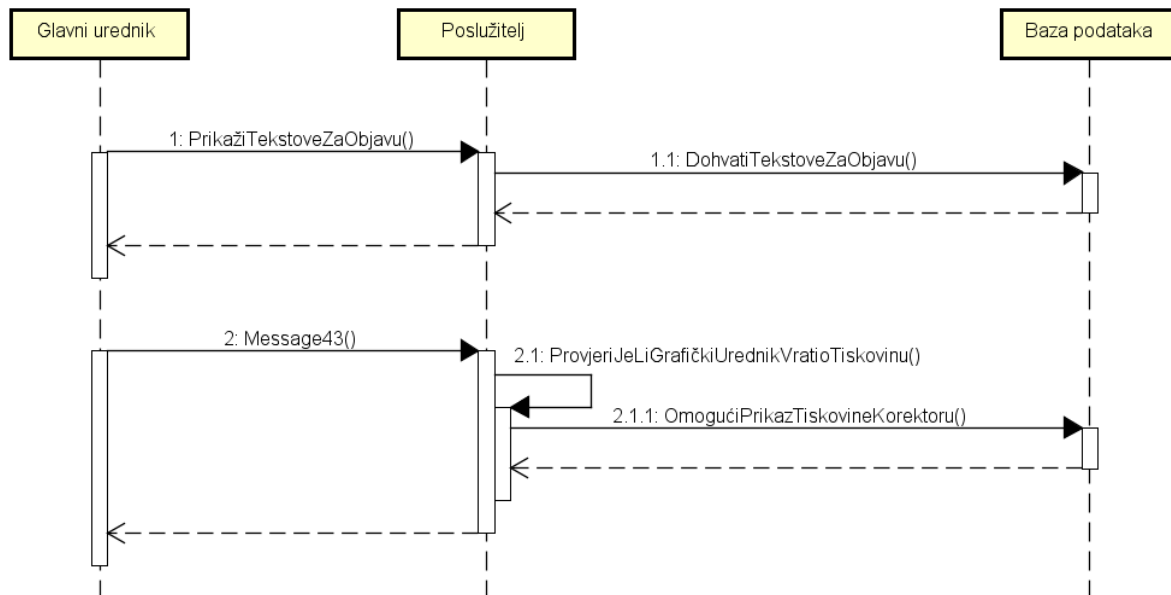 Glavni urednik
Poslužitelj
Baza podataka
1: PrikažiTekstoveZaObjavu()
1.1: DohvatiTekstoveZaObjavu()
2: Message43()
2.1: ProvjeriJeLiGrafičkiUrednikVratioTiskovinu()
2.1.1: OmogućiPrikazTiskovineKorektoru()